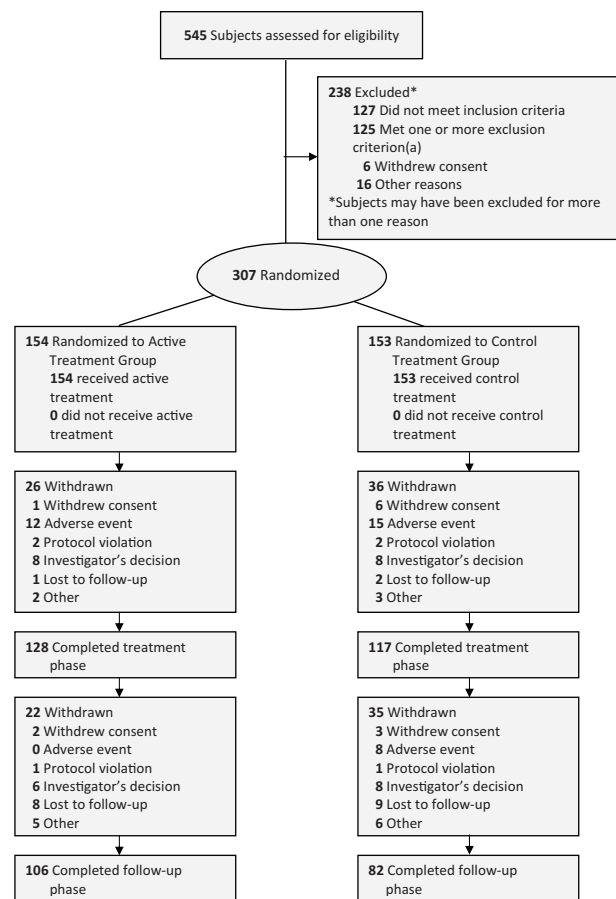 545 Subjects assessed for eligibility
238 Excluded*
127 Did not meet inclusion criteria
125 Met one or more exclusion
criterion(a)
6 Withdrew consent
16 Other reasons
*Subjects may have been excluded for more
than one reason
307 Randomized
154 Randomized to Active
Treatment Group
154 received active
treatment
0 did not receive active
treatment
153 Randomized to Control
Treatment Group
153 received control
treatment
0 did not receive control
treatment
26 Withdrawn
1 Withdrew consent
12 Adverse event
2 Protocol violation
8 Investigator's decision
1 Lost to follow-up
2 Other
36 Withdrawn
6 Withdrew consent
15 Adverse event
2 Protocol violation
8 Investigator's decision
2 Lost to follow-up
3 Other
128 Completed treatment
phase
117 Completed treatment
phase
22 Withdrawn
2 Withdrew consent
0 Adverse event
1 Protocol violation
6 Investigator's decision
8 Lost to follow-up
5 Other
35 Withdrawn
3 Withdrew consent
8 Adverse event
1 Protocol violation
8 Investigator's decision
9 Lost to follow-up
6 Other
106 Completed follow-up
phase
82 Completed follow-up
phase